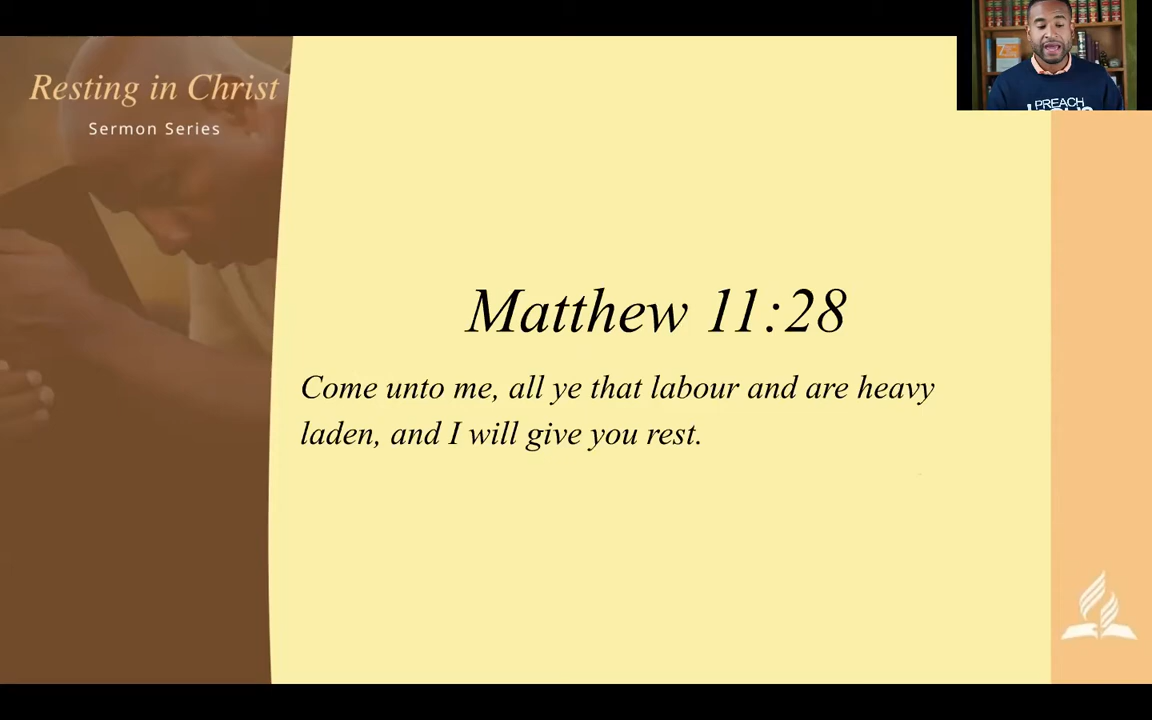 Resting in Christ
Sermon Series
PREACH
Matthew 11:28
Come unto me, all ye that labour and are heavy
laden, and I will give you rest.